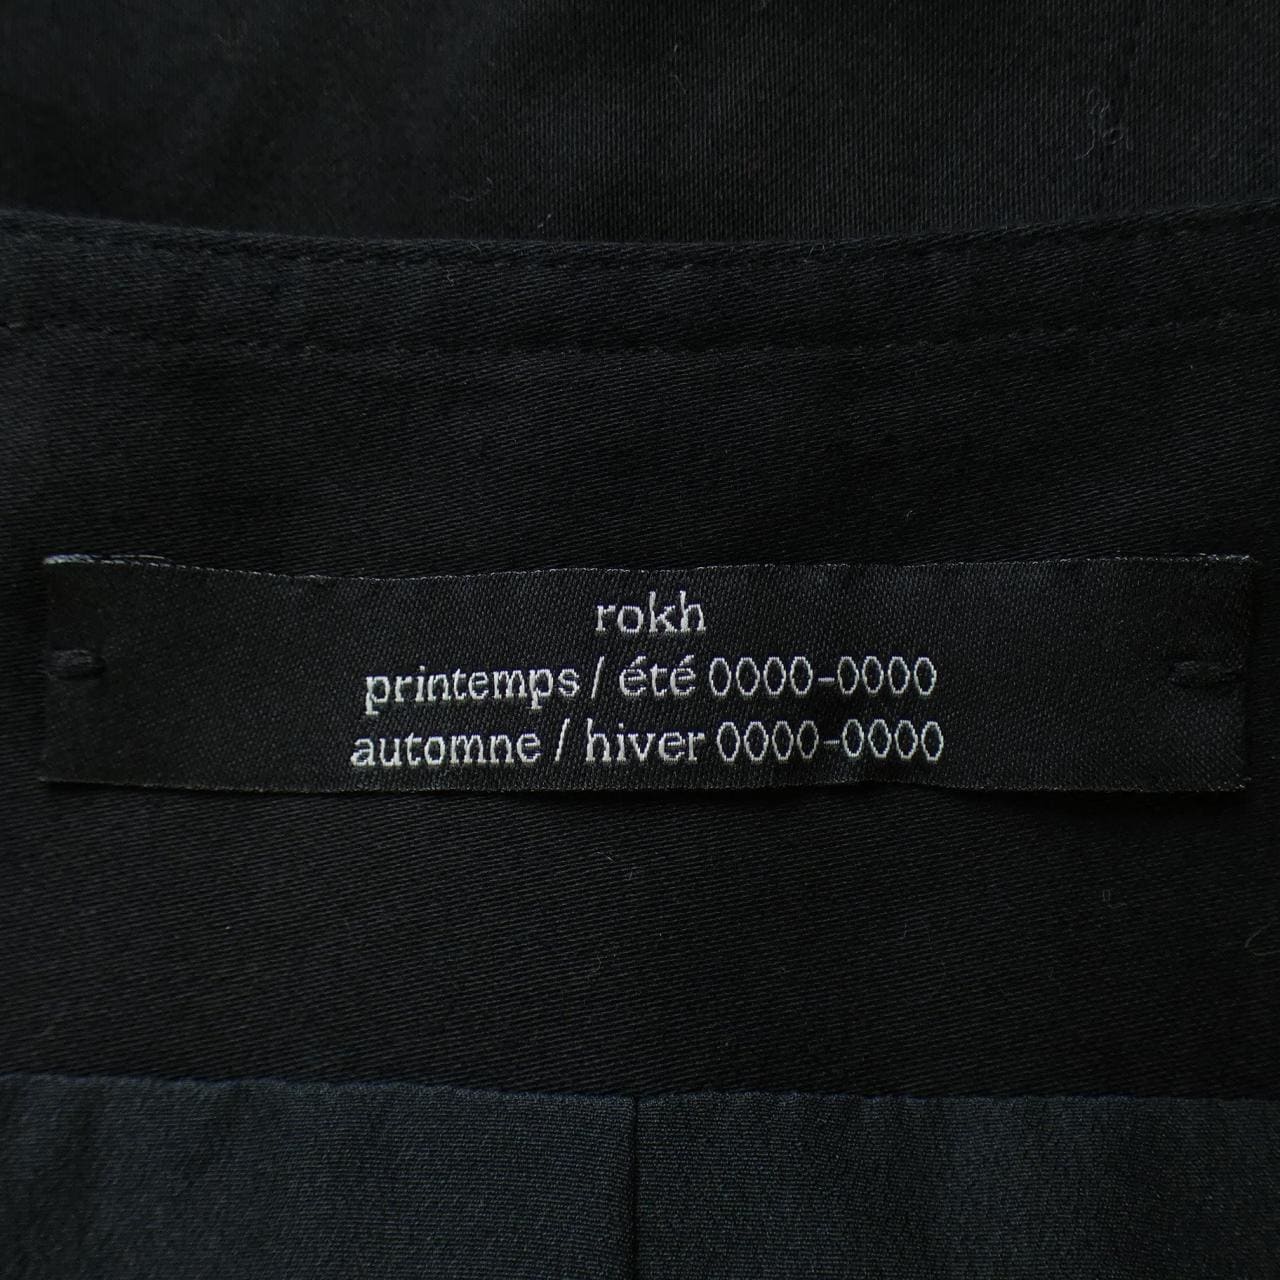 rokh
printemps / été 0000-0000
automne / hiver 0000-0000